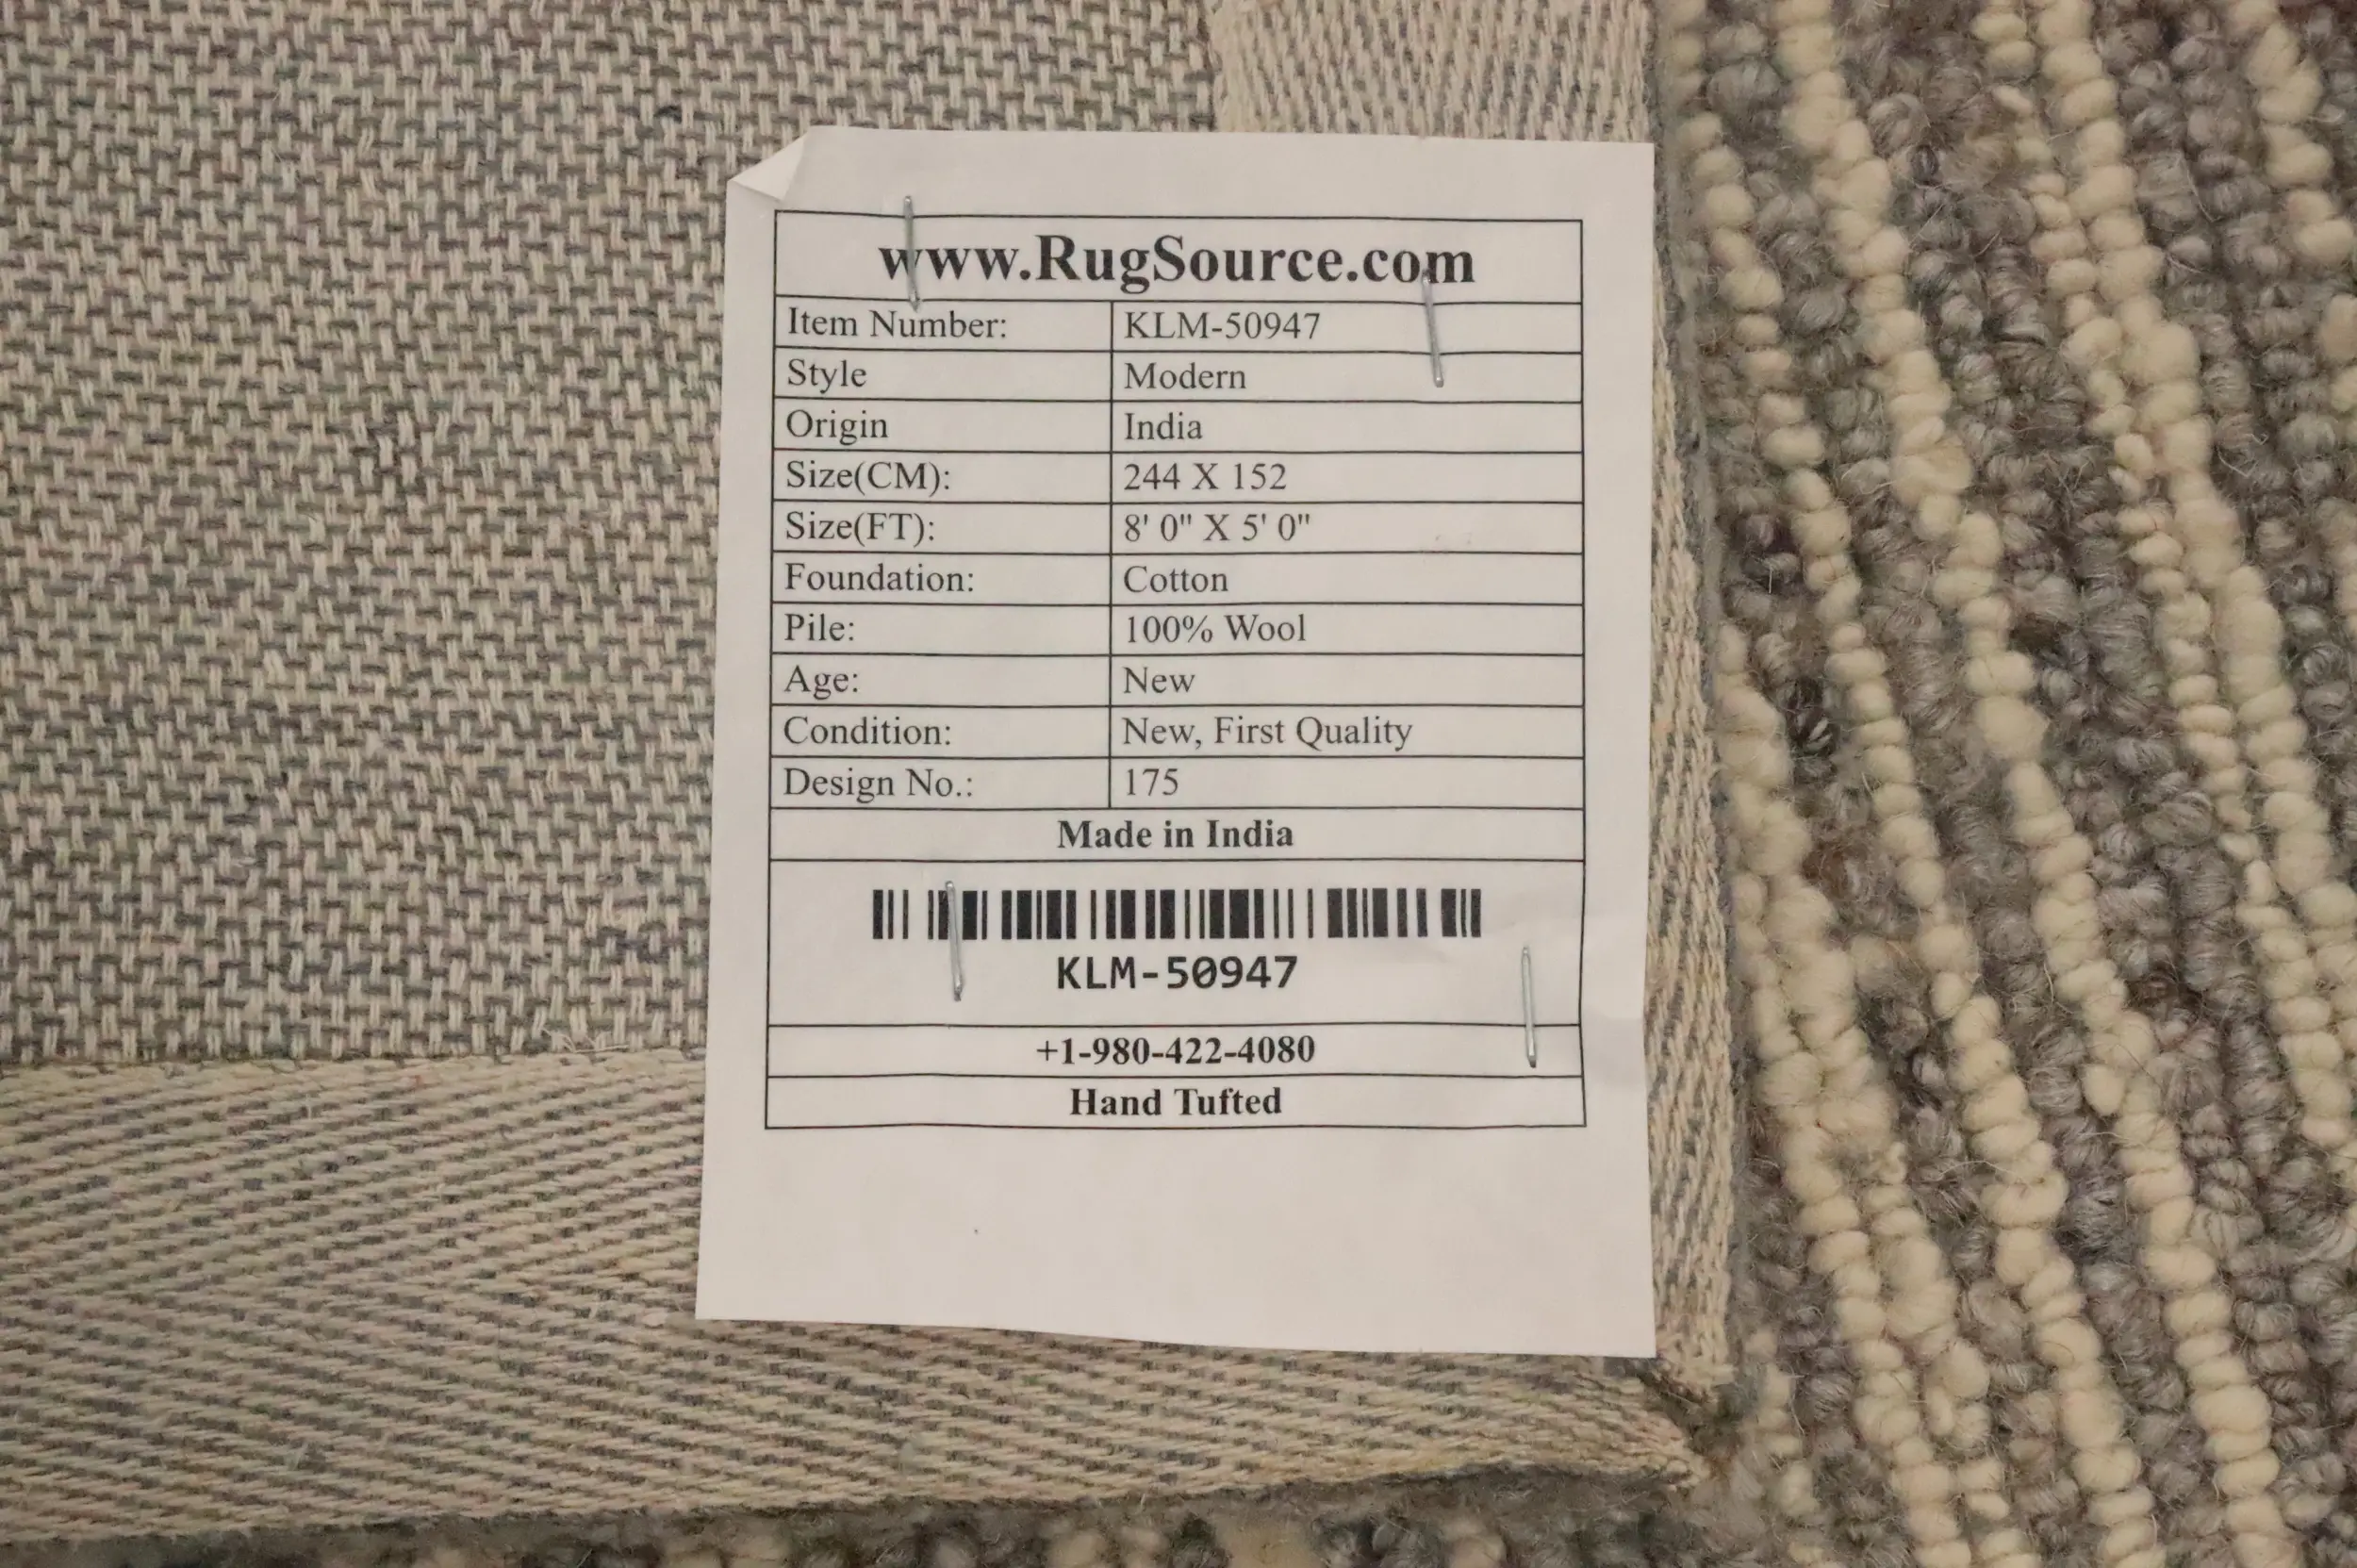 www.RugSource.com
Item Number: KLM-50947
Style Modern
Origin India
Size(CM): 244 X 152
Size(FT): 8' 0" X 5' 0"
Foundation: Cotton
Pile: 100% Wool
Age: New
Condition: New, First Quality
Design No.: 175
Made in India
KLM-50947
+1-980-422-4080
Hand Tufted